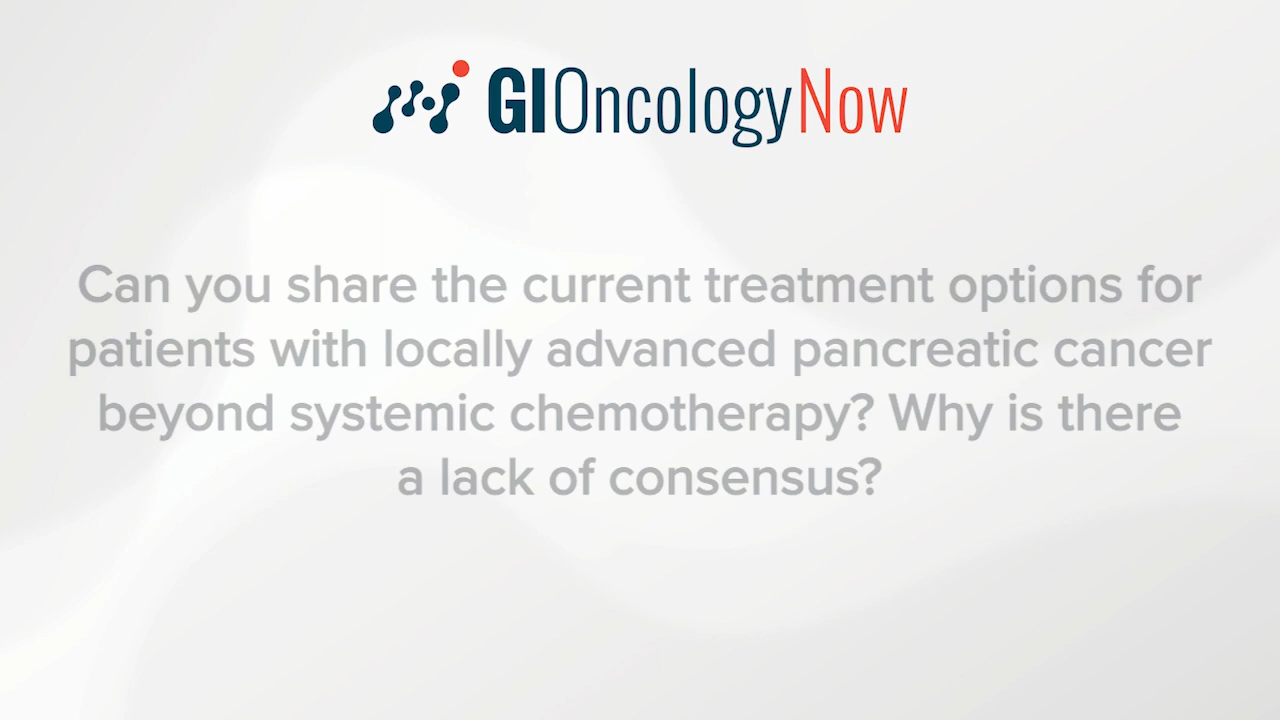 GIOncologyNow
Can you share the current treatment options for
patients with locally advanced pancreatic cancer
beyond systemic chemotherapy? Why is there
a lack of consensus?